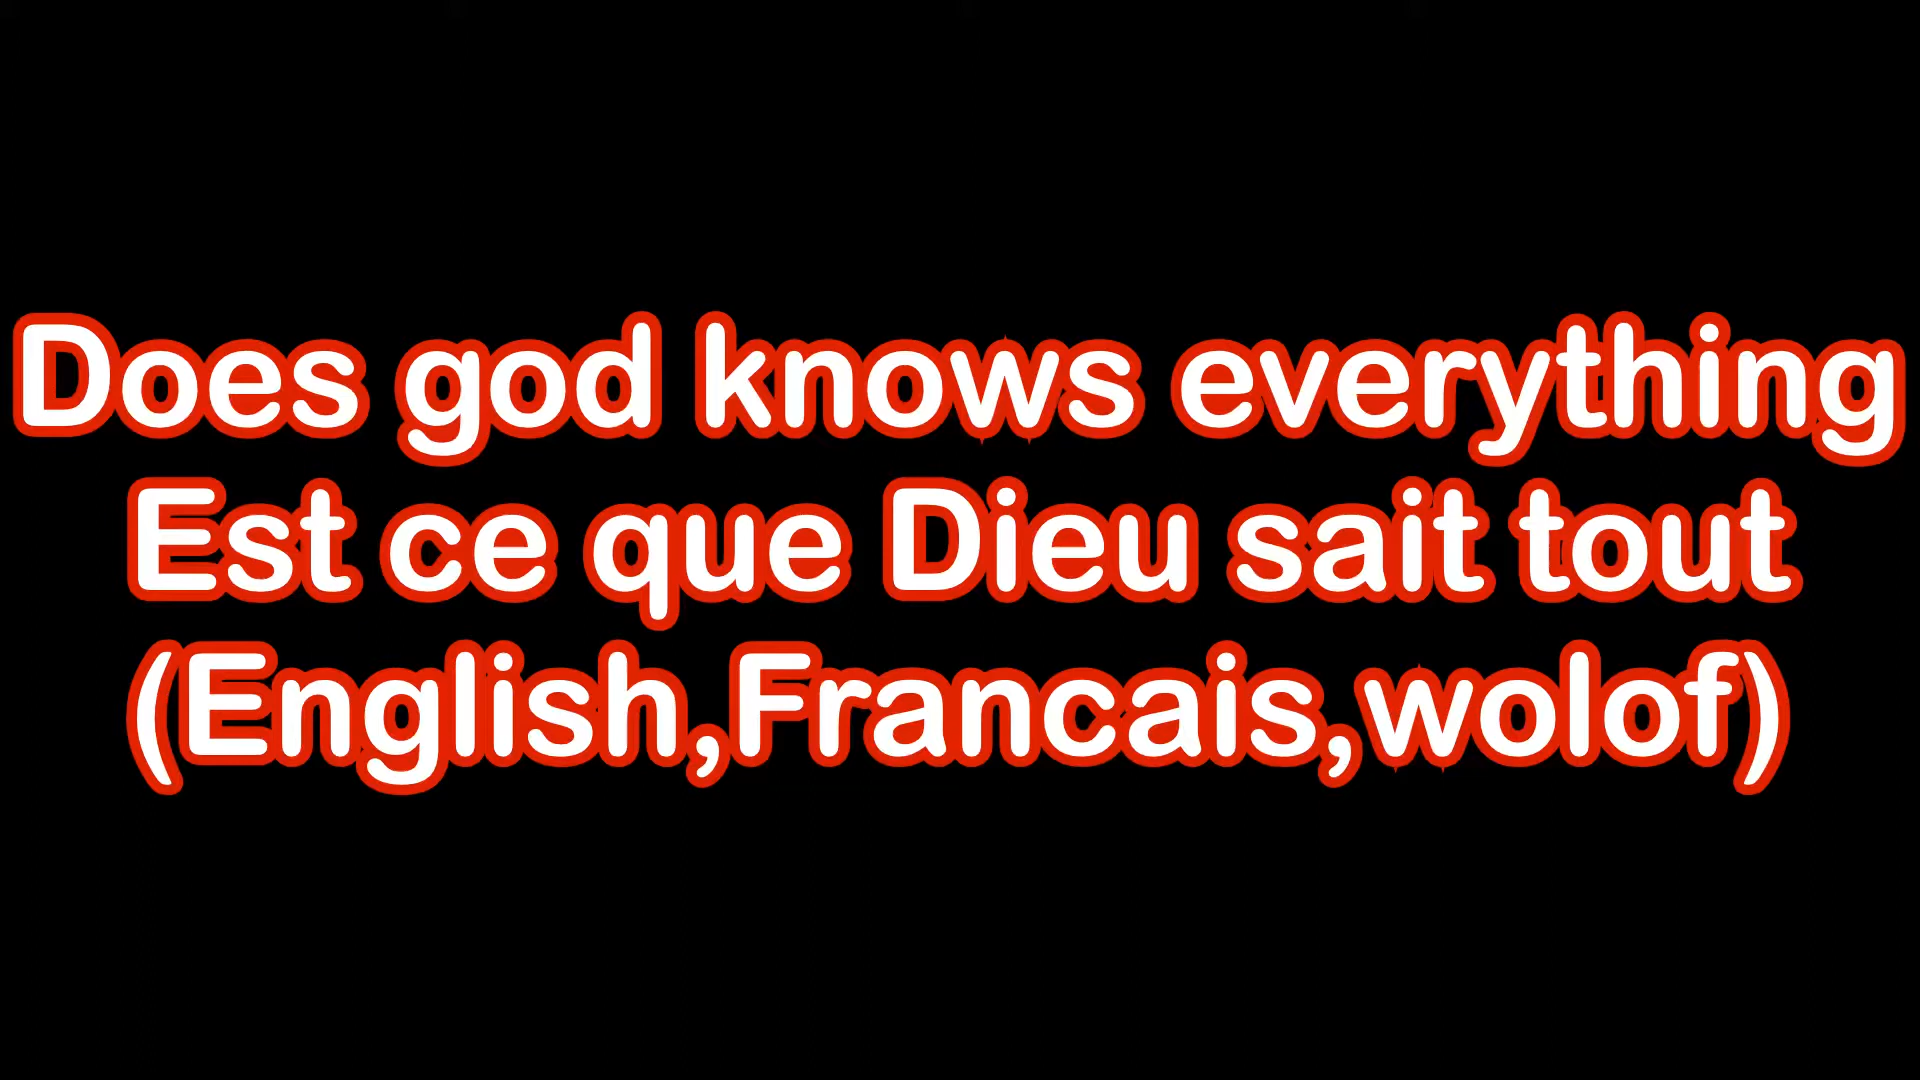 Does god knows everything
Est ce que Dieu sait tout
(English,Francais,wolof)